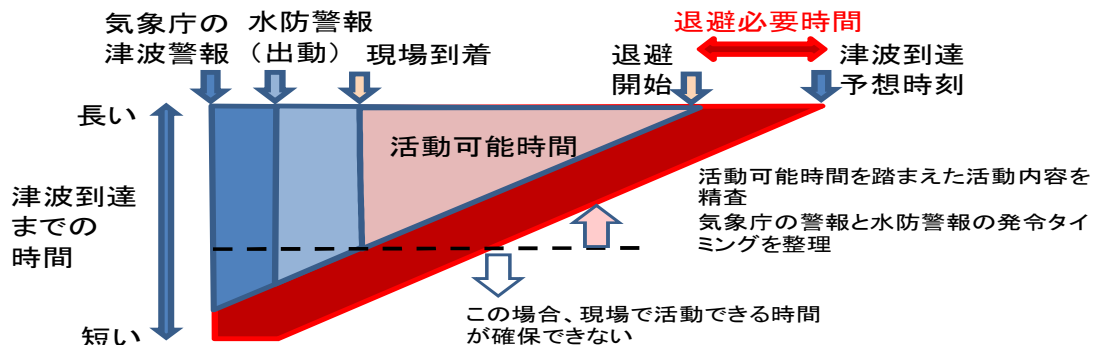 退避必要時間
気象庁の
津波警報
水防警報
（出動）
現場到着
退避
開始
津波到達
予想時刻
長い
活動可能時間
津波到達
までの
時間
活動可能時間を踏まえた活動内容を
精査
気象庁の警報と水防警報の発令タイ
ミングを整理
この場合、現場で活動できる時間
が確保できない
短い